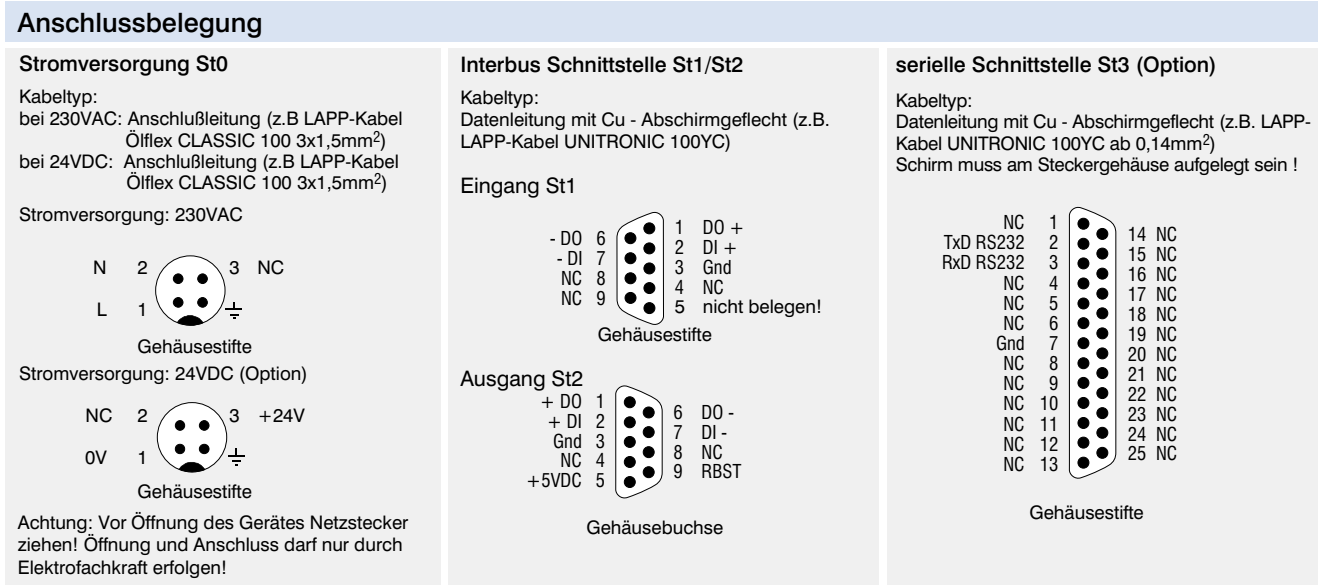 Anschlussbelegung
Stromversorgung St0
Kabeltyp:
bei 230VAC: Anschlußleitung (z.B LAPP-Kabel
Ölflex CLASSIC 100 3x1,5mm²)
bei 24VDC: Anschlußleitung (z.B LAPP-Kabel
Ölflex CLASSIC 100 3x1,5mm²)
Stromversorgung: 230VAC
N 2 3 NC
L 1
Gehäusestifte
Stromversorgung: 24VDC (Option)
NC 2 3 +24V
0V 1
Gehäusestifte
Achtung: Vor Öffnung des Gerätes Netzstecker
ziehen! Öffnung und Anschluss darf nur durch
Elektrofachkraft erfolgen!
Interbus Schnittstelle St1/St2
Kabeltyp:
Datenleitung mit Cu - Abschirmgeflecht (z.B.
LAPP-Kabel UNITRONIC 100YC)
Eingang St1
1 DO +
- DO 6
2 DI +
- DI 7
3 Gnd
NC 8
4 NC
NC 9
5 nicht belegen!
Gehäusestifte
Ausgang St2
+ DO 1
6 DO -
+ DI 2
7 DI -
Gnd 3
8 NC
NC 4
9 RBST
+5VDC 5
Gehäusebuchse
serielle Schnittstelle St3 (Option)
Kabeltyp:
Datenleitung mit Cu - Abschirmgeflecht (z.B. LAPP-
Kabel UNITRONIC 100YC ab 0,14mm²)
Schirm muss am Steckergehäuse aufgelegt sein !
NC 1
14 NC
TxD RS232 2
15 NC
RxD RS232 3
16 NC
NC 4
17 NC
NC 5
18 NC
NC 6
19 NC
Gnd 7
20 NC
NC 8
21 NC
NC 9
22 NC
NC 10
23 NC
NC 11
24 NC
NC 12
25 NC
NC 13
Gehäusestifte